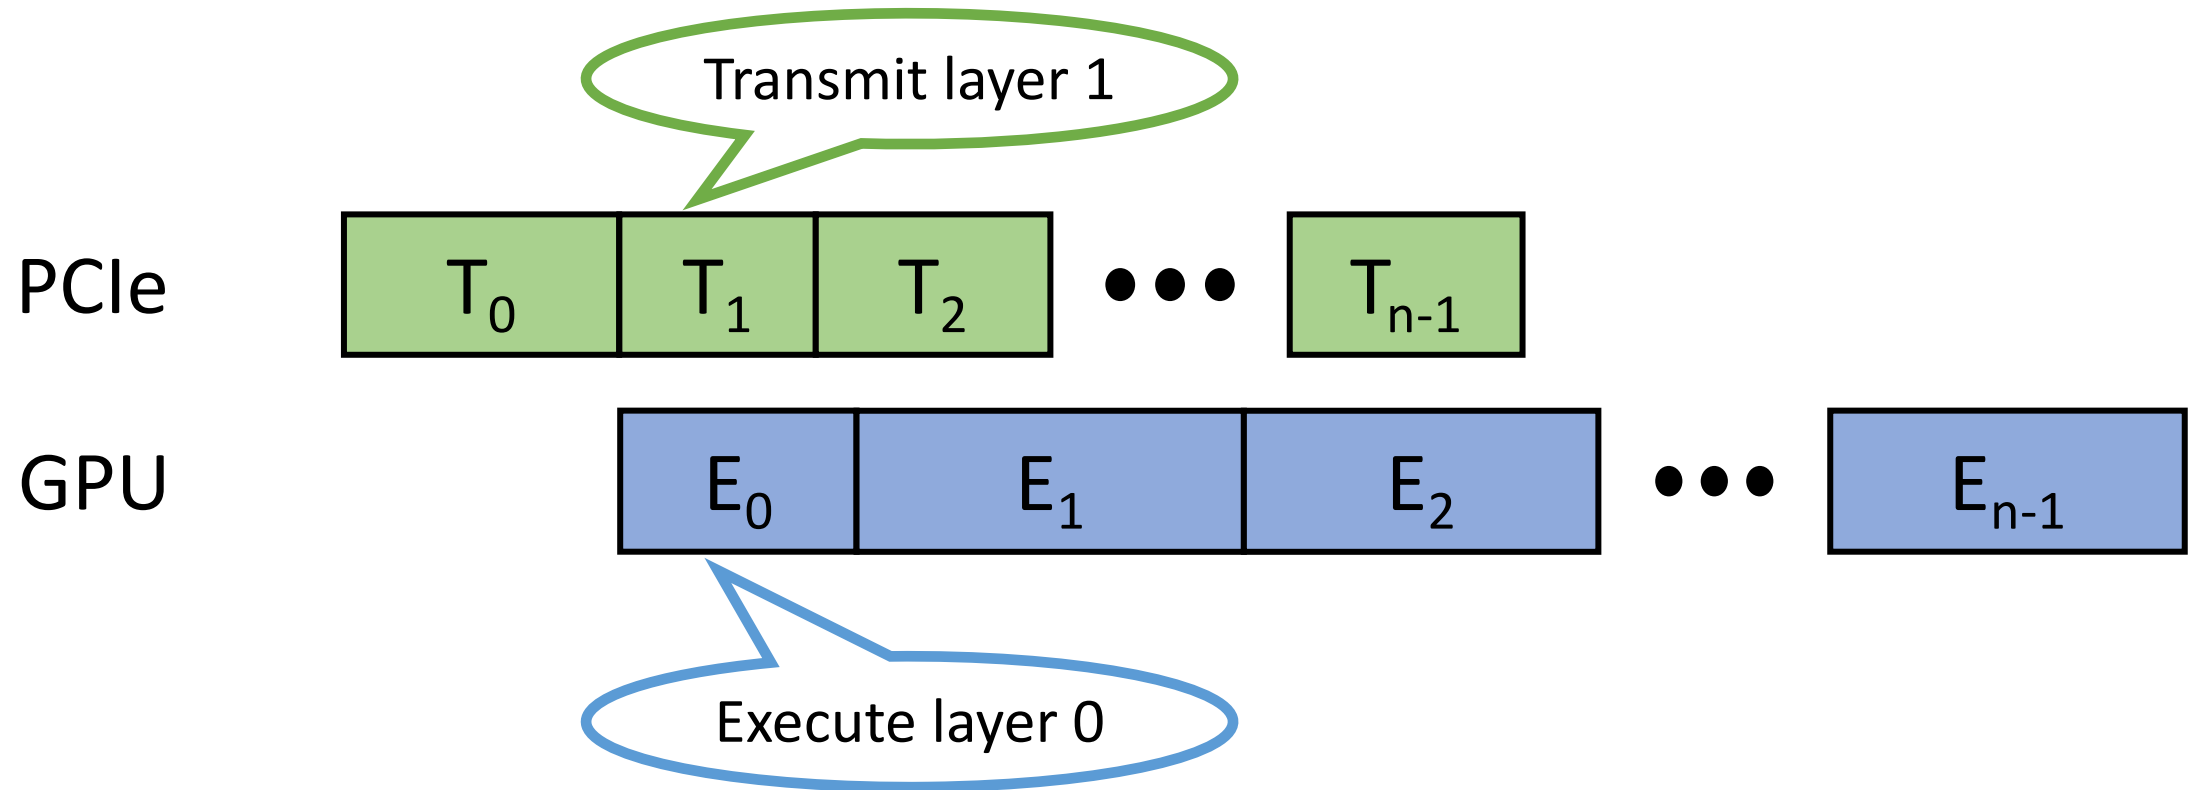 Transmit layer 1
PCIe T0 T1 T2 ••• Tn-1
GPU E0 E1 E2 ••• En-1
Execute layer 0